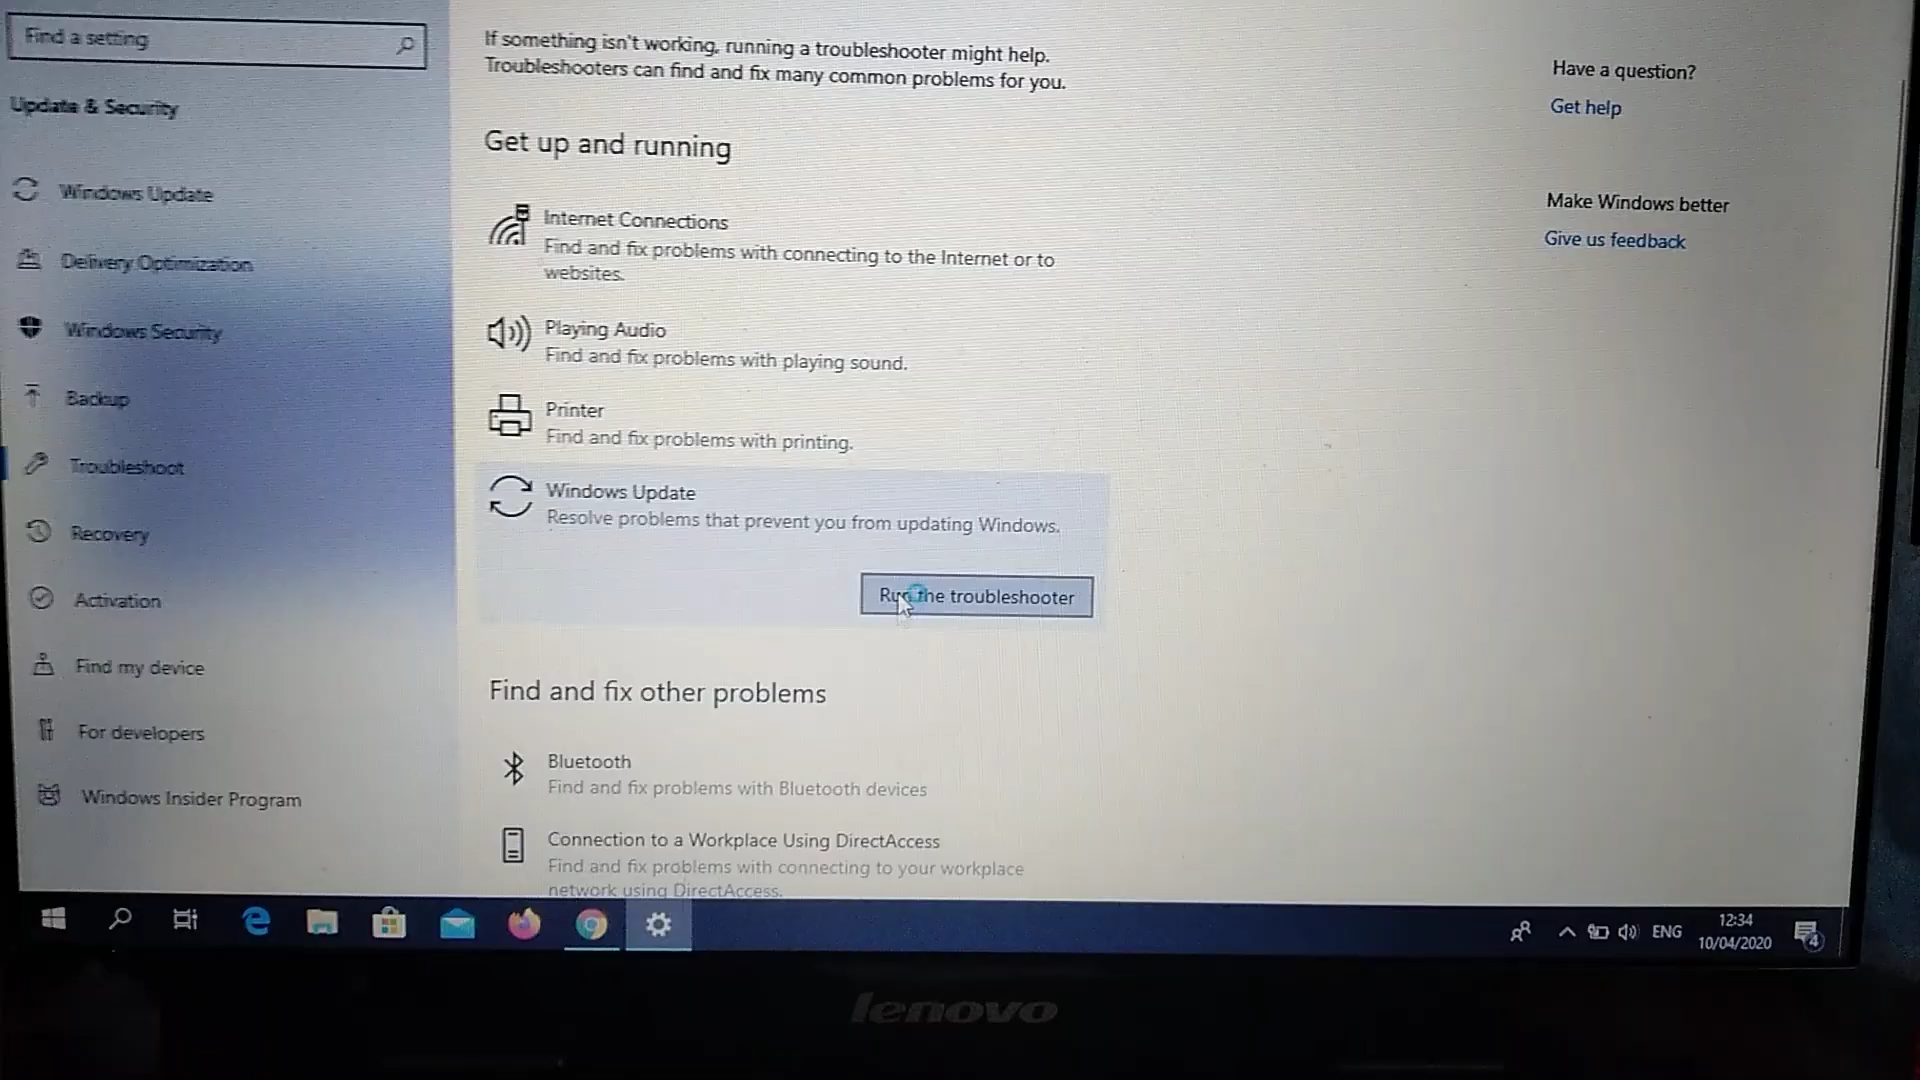 Find a setting
Update & Security
Windows Update
Delivery Optimization
Windows Security
Backup
Troubleshoot
Recovery
Activation
Find my device
For developers
Windows Insider Program
If something isn't working, running a troubleshooter might help.
Troubleshooters can find and fix many common problems for you.
Get up and running
Internet Connections
Find and fix problems with connecting to the Internet or to
websites.
Playing Audio
Find and fix problems with playing sound.
Printer
Find and fix problems with printing.
Windows Update
Resolve problems that prevent you from updating Windows.
Run the troubleshooter
Find and fix other problems
Bluetooth
Find and fix problems with Bluetooth devices
Connection to a Workplace Using DirectAccess
Find and fix problems with connecting to your workplace
network using DirectAccess.
Have a question?
Get help
Make Windows better
Give us feedback
ENG
12:34
10/04/2020
4
lenovo